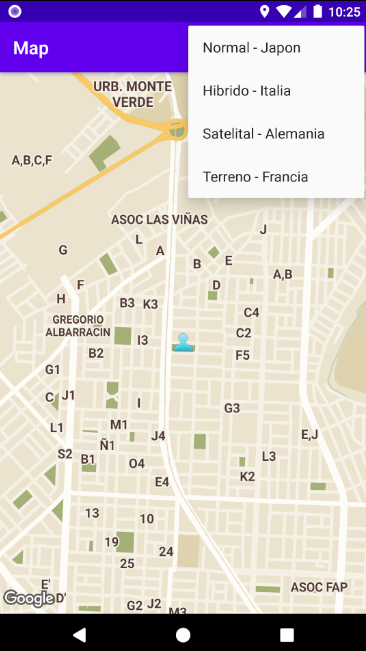 10:25
Map
Normal - Japon
Hibrido - Italia
Satelital - Alemania
Terreno - Francia
URB. MONTE
VERDE
A,B,C,F
ASOC LAS VIÑAS
J
L
G
A
B
E
A,B
F
D
H
B3
K3
C4
GREGORIO
ALBARRACÍN
C2
I3
B2
F5
G1
C
J1
I
G3
L1
M1
J4
E,J
Ñ1
S2
B1
O4
L3
K2
E4
13
10
19
24
25
E'
ASOC FAP
Google
D'
G2
J2
M3